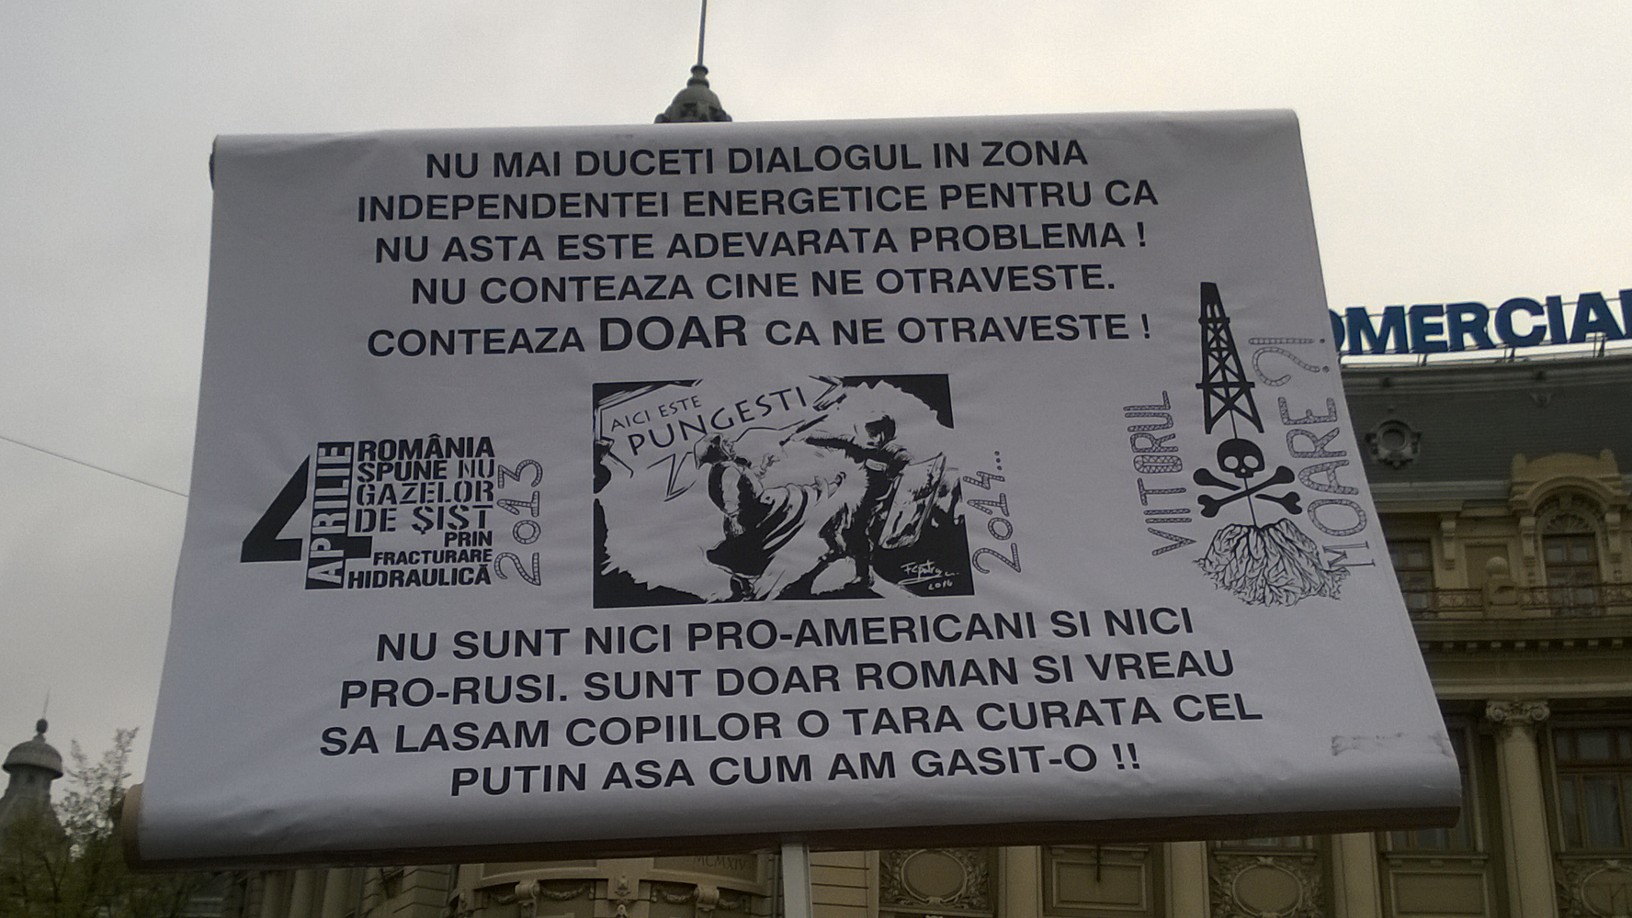 NU MAI DUCETI DIALOGUL IN ZONA
INDEPENDENTEI ENERGETICE PENTRU CA
NU ASTA ESTE ADEVARATA PROBLEMA !
NU CONTEAZA CINE NE OTRAVESTE.
CONTEAZA DOAR CA NE OTRAVESTE !
4
APRILIE
ROMÂNIA
SPUNE NU
GAZELOR
DE ŞIST
PRIN
FRACTURARE
HIDRAULICĂ
2013
AICI ESTE
PUNGESTI
2014...
VIITORUL
MOARE?!
NU SUNT NICI PRO-AMERICANI SI NICI
PRO-RUSI. SUNT DOAR ROMAN SI VREAU
SA LASAM COPIILOR O TARA CURATA CEL
PUTIN ASA CUM AM GASIT-O !!
MCMXIV